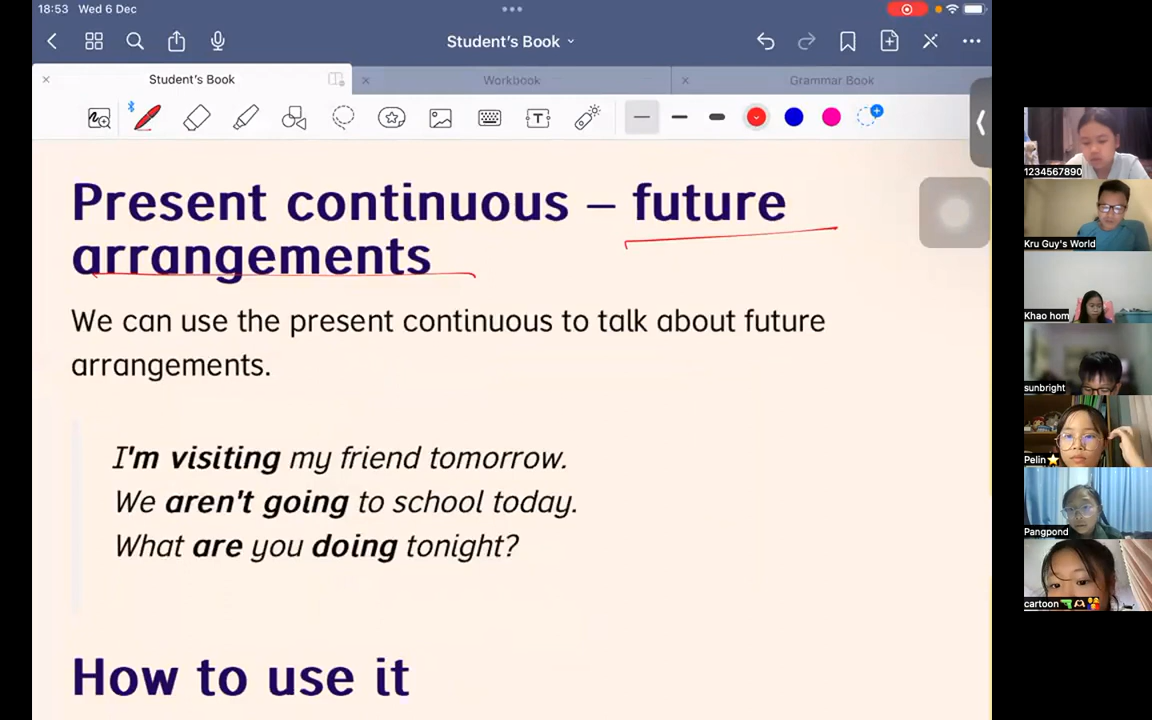 18:53 Wed 6 Dec
Student's Book
Student's Book
Workbook
Grammar Book
Present continuous – future
arrangements
We can use the present continuous to talk about future
arrangements.
I'm visiting my friend tomorrow.
We aren't going to school today.
What are you doing tonight?
How to use it
1234567890
Kru Guy's World
Khao hom
sunbright
Pelin⭐
Pangpond
cartoon